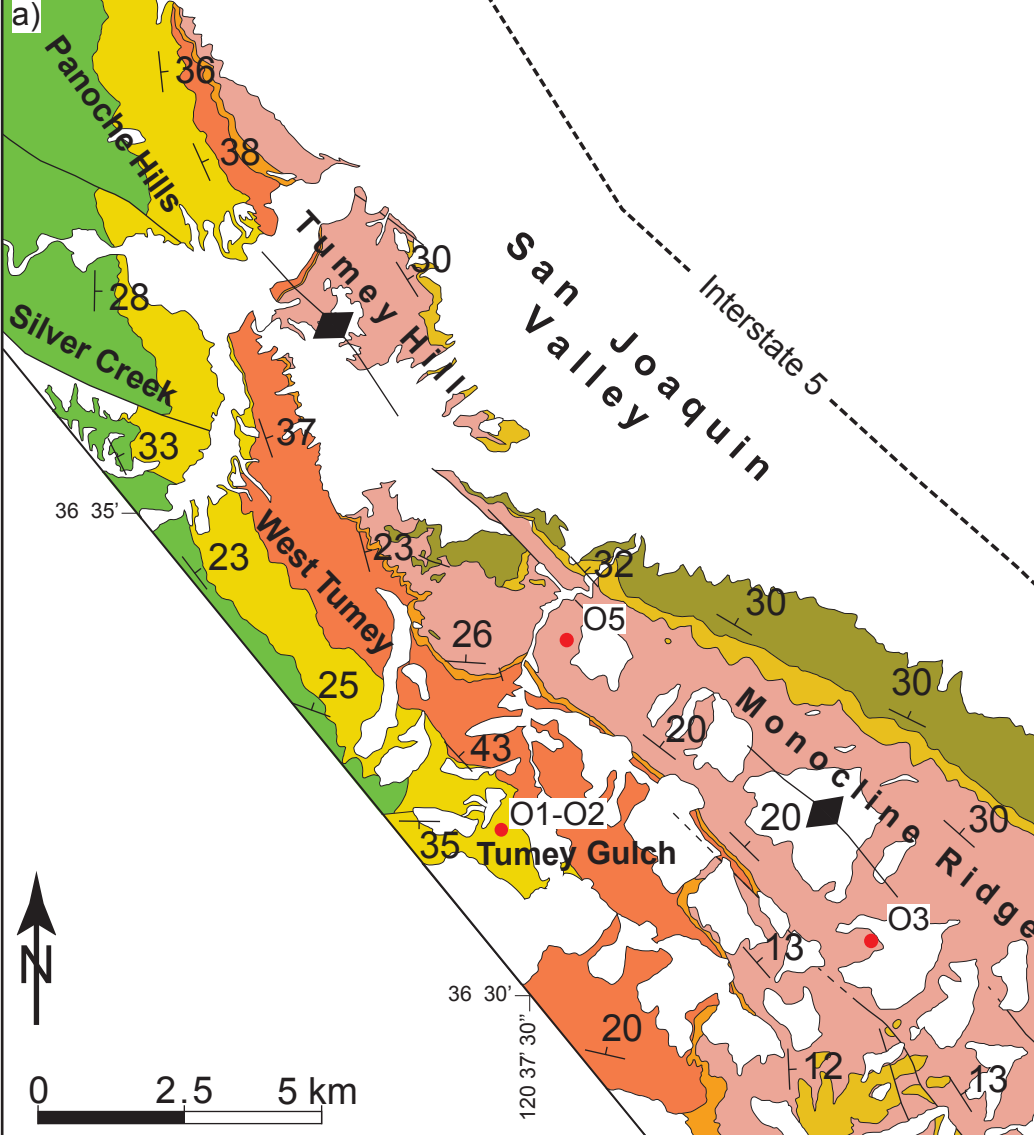 a)
Panoche Hills
36
38
Tumey Hill
30
San Joaquin
Valley
Interstate 5
28
Silver Creek
33
37
36 35’
23
West Tumey
23
32
O5
30
26
25
30
20
Monocline Ridge
43
O1-O2
20
30
35
Tumey Gulch
O3
13
N
36 30’
20
120 37’ 30”
12
13
0 2.5 5 km